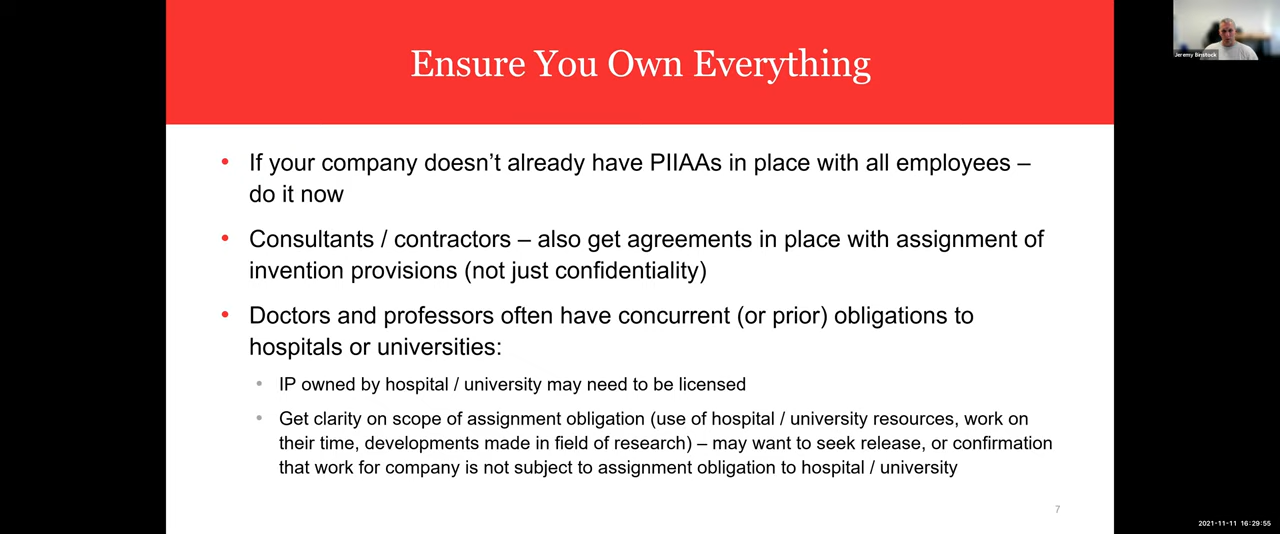 Ensure You Own Everything
Jeremy Binstock
• If your company doesn’t already have PIIAAs in place with all employees –
do it now
• Consultants / contractors – also get agreements in place with assignment of
invention provisions (not just confidentiality)
• Doctors and professors often have concurrent (or prior) obligations to
hospitals or universities:
• IP owned by hospital / university may need to be licensed
• Get clarity on scope of assignment obligation (use of hospital / university resources, work on
their time, developments made in field of research) – may want to seek release, or confirmation
that work for company is not subject to assignment obligation to hospital / university
7
2021-11-11 16:29:55